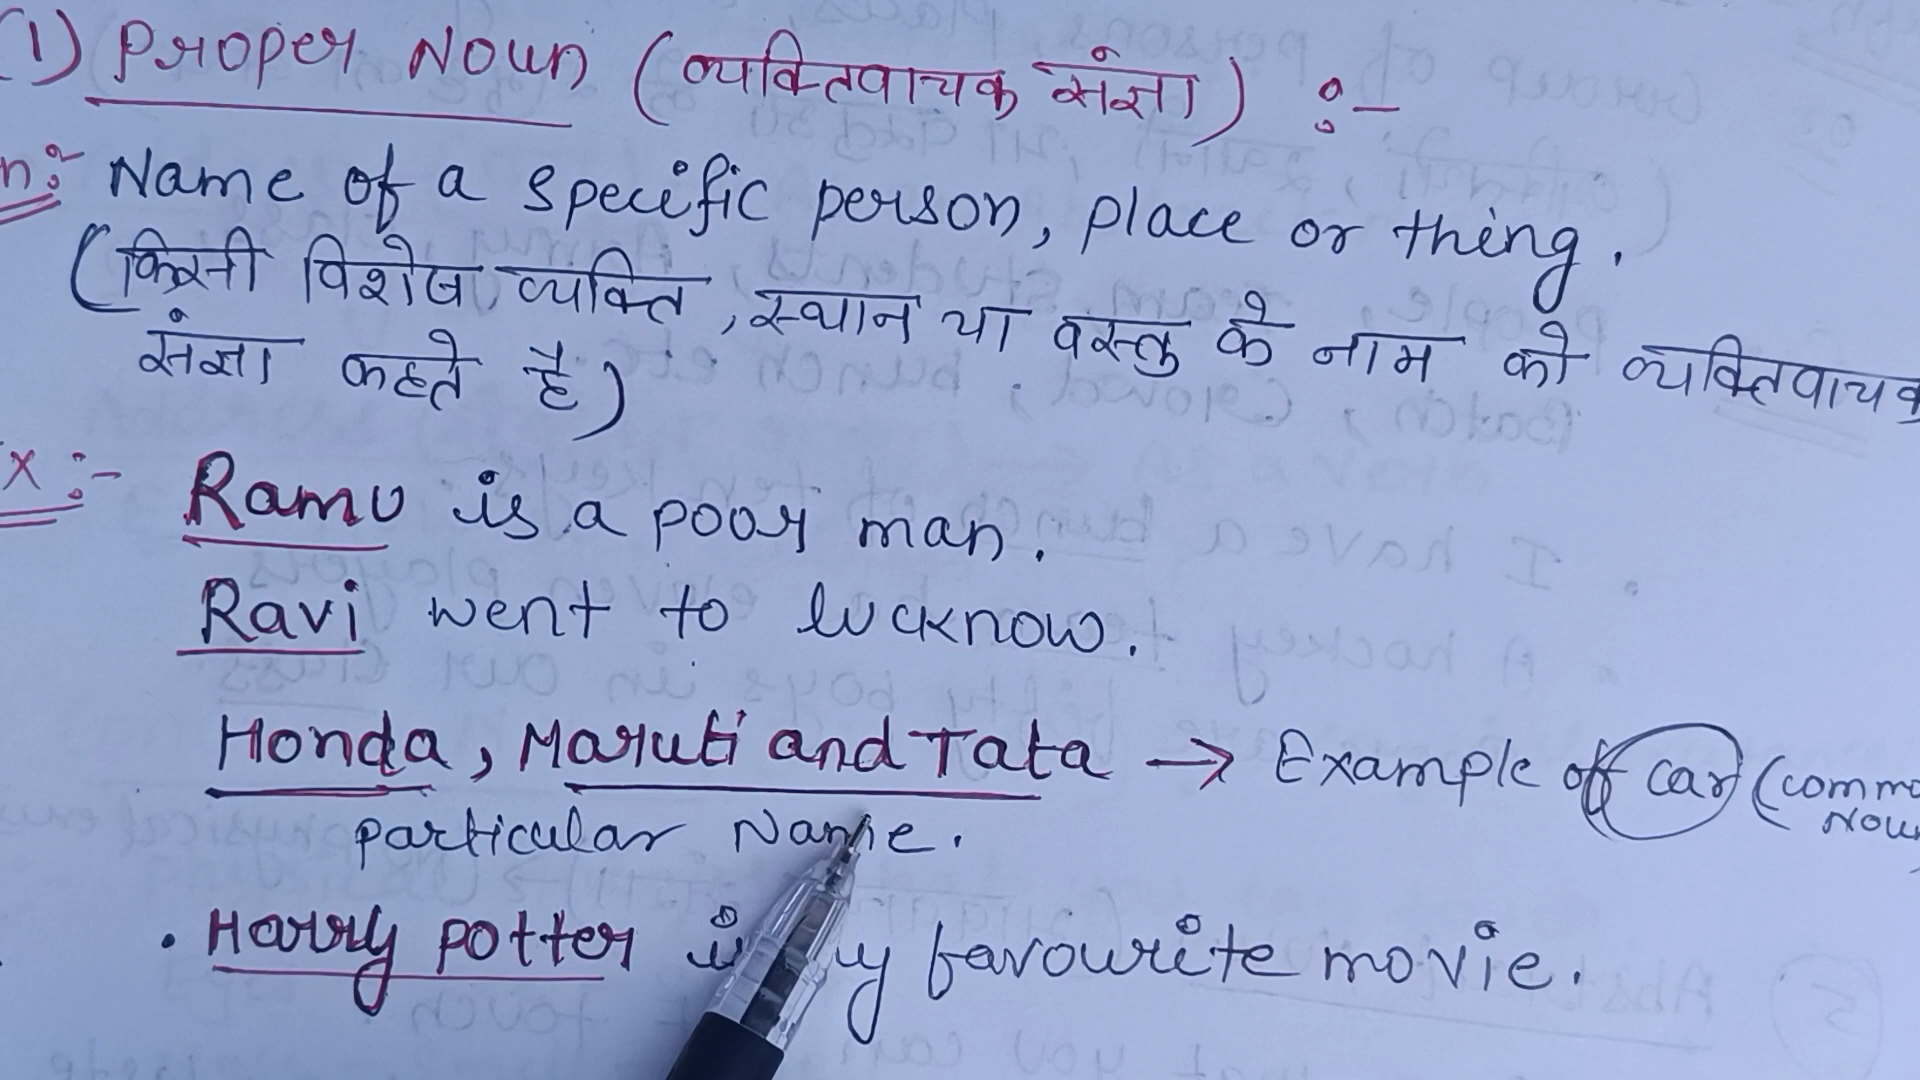 (1) Proper Noun (व्यक्तिवाचक संज्ञा) :-
n: Name of a specific person, place or thing.
(किसी विशेष व्यक्ति, स्थान या वस्तु के नाम को व्यक्तिवाचक
संज्ञा कहते है)
x :- Ramu is a poor man.
Ravi went to lucknow.
Honda, Maruti and Tata → Example of car (commo
Noun
particular Name.
. Harry potter is my favourite movie.